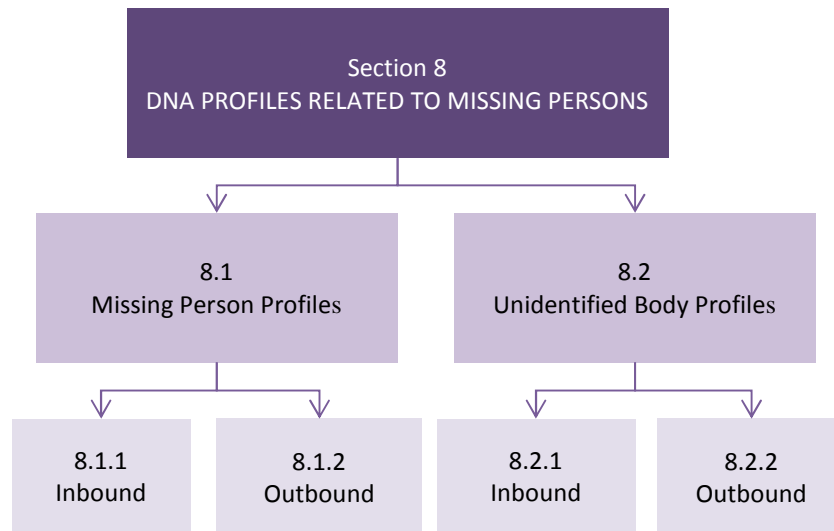 Section 8
DNA PROFILES RELATED TO MISSING PERSONS
8.1
Missing Person Profiles
8.2
Unidentified Body Profiles
8.1.1
Inbound
8.1.2
Outbound
8.2.1
Inbound
8.2.2
Outbound